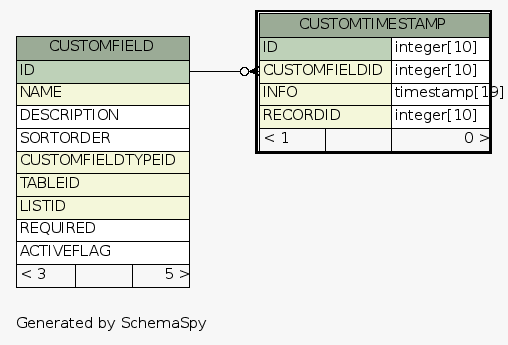 CUSTOMFIELD
ID
NAME
DESCRIPTION
SORTORDER
CUSTOMFIELDTYPEID
TABLEID
LISTID
REQUIRED
ACTIVEFLAG
< 3 5 >
CUSTOMTIMESTAMP
ID integer[10]
CUSTOMFIELDID integer[10]
INFO timestamp[19]
RECORDID integer[10]
< 1 0 >
Generated by SchemaSpy